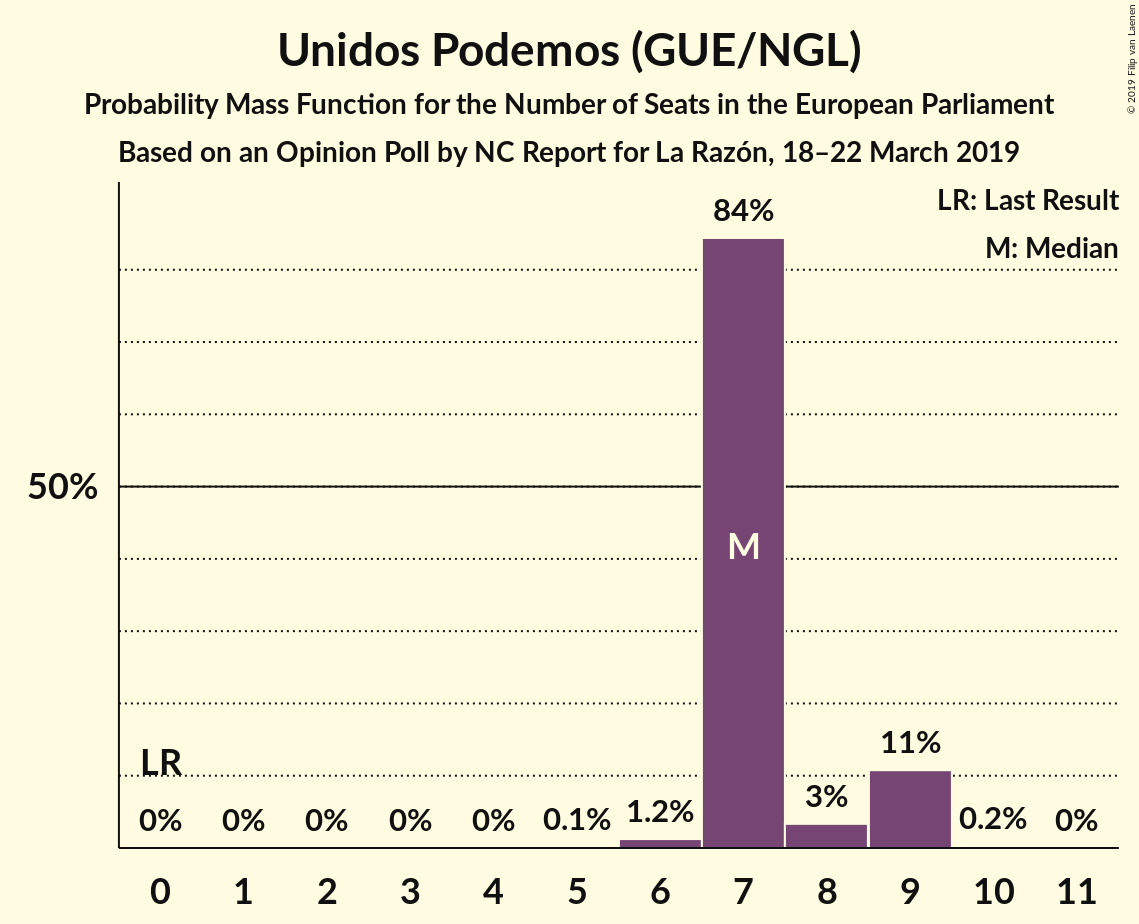 Unidos Podemos (GUE/NGL)
Probability Mass Function for the Number of Seats in the European Parliament
Based on an Opinion Poll by NC Report for La Razón, 18–22 March 2019
© 2019 Filip van Laenen
LR: Last Result
M: Median
84%
50%
M
LR
11%
3%
1.2%
0% 0% 0% 0% 0% 0.1% 0.2% 0%
0 1 2 3 4 5 6 7 8 9 10 11